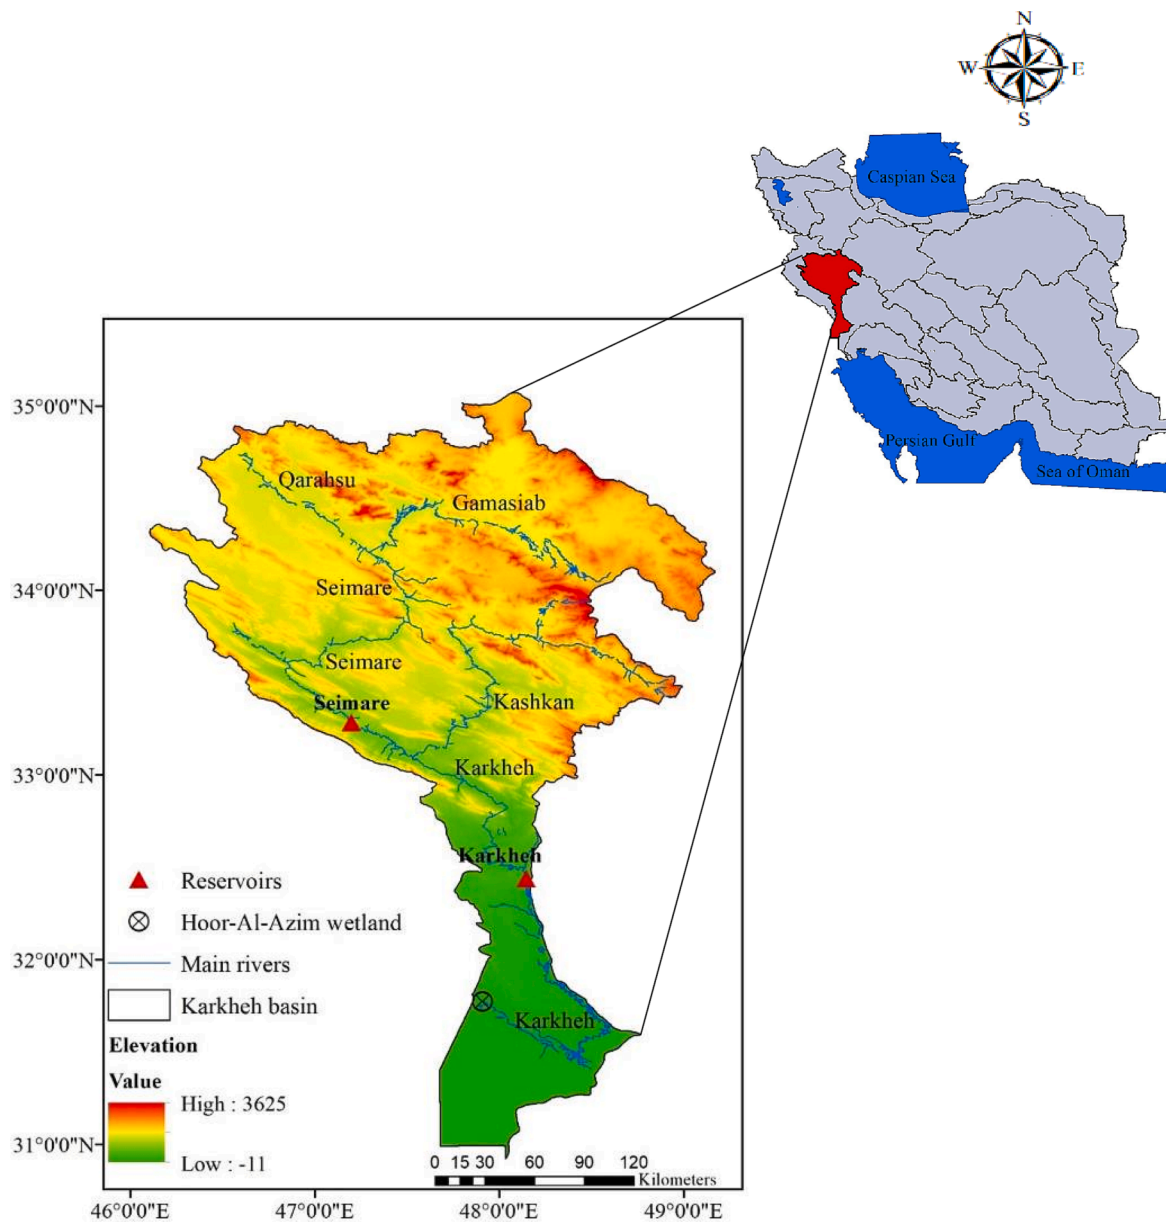 N
W E
S
Caspian Sea
Persian Gulf
Sea of Oman
35°0'0"N
34°0'0"N
33°0'0"N
32°0'0"N
31°0'0"N
Qarahsu
Gamasiab
Seimare
Seimare
Seimare
Kashkan
Karkheh
Karkheh
Karkheh
Reservoirs
Hoor-Al-Azim wetland
Main rivers
Karkheh basin
Elevation
Value
High : 3625
Low : -11
0 15 30 60 90 120
Kilometers
46°0'0"E 47°0'0"E 48°0'0"E 49°0'0"E